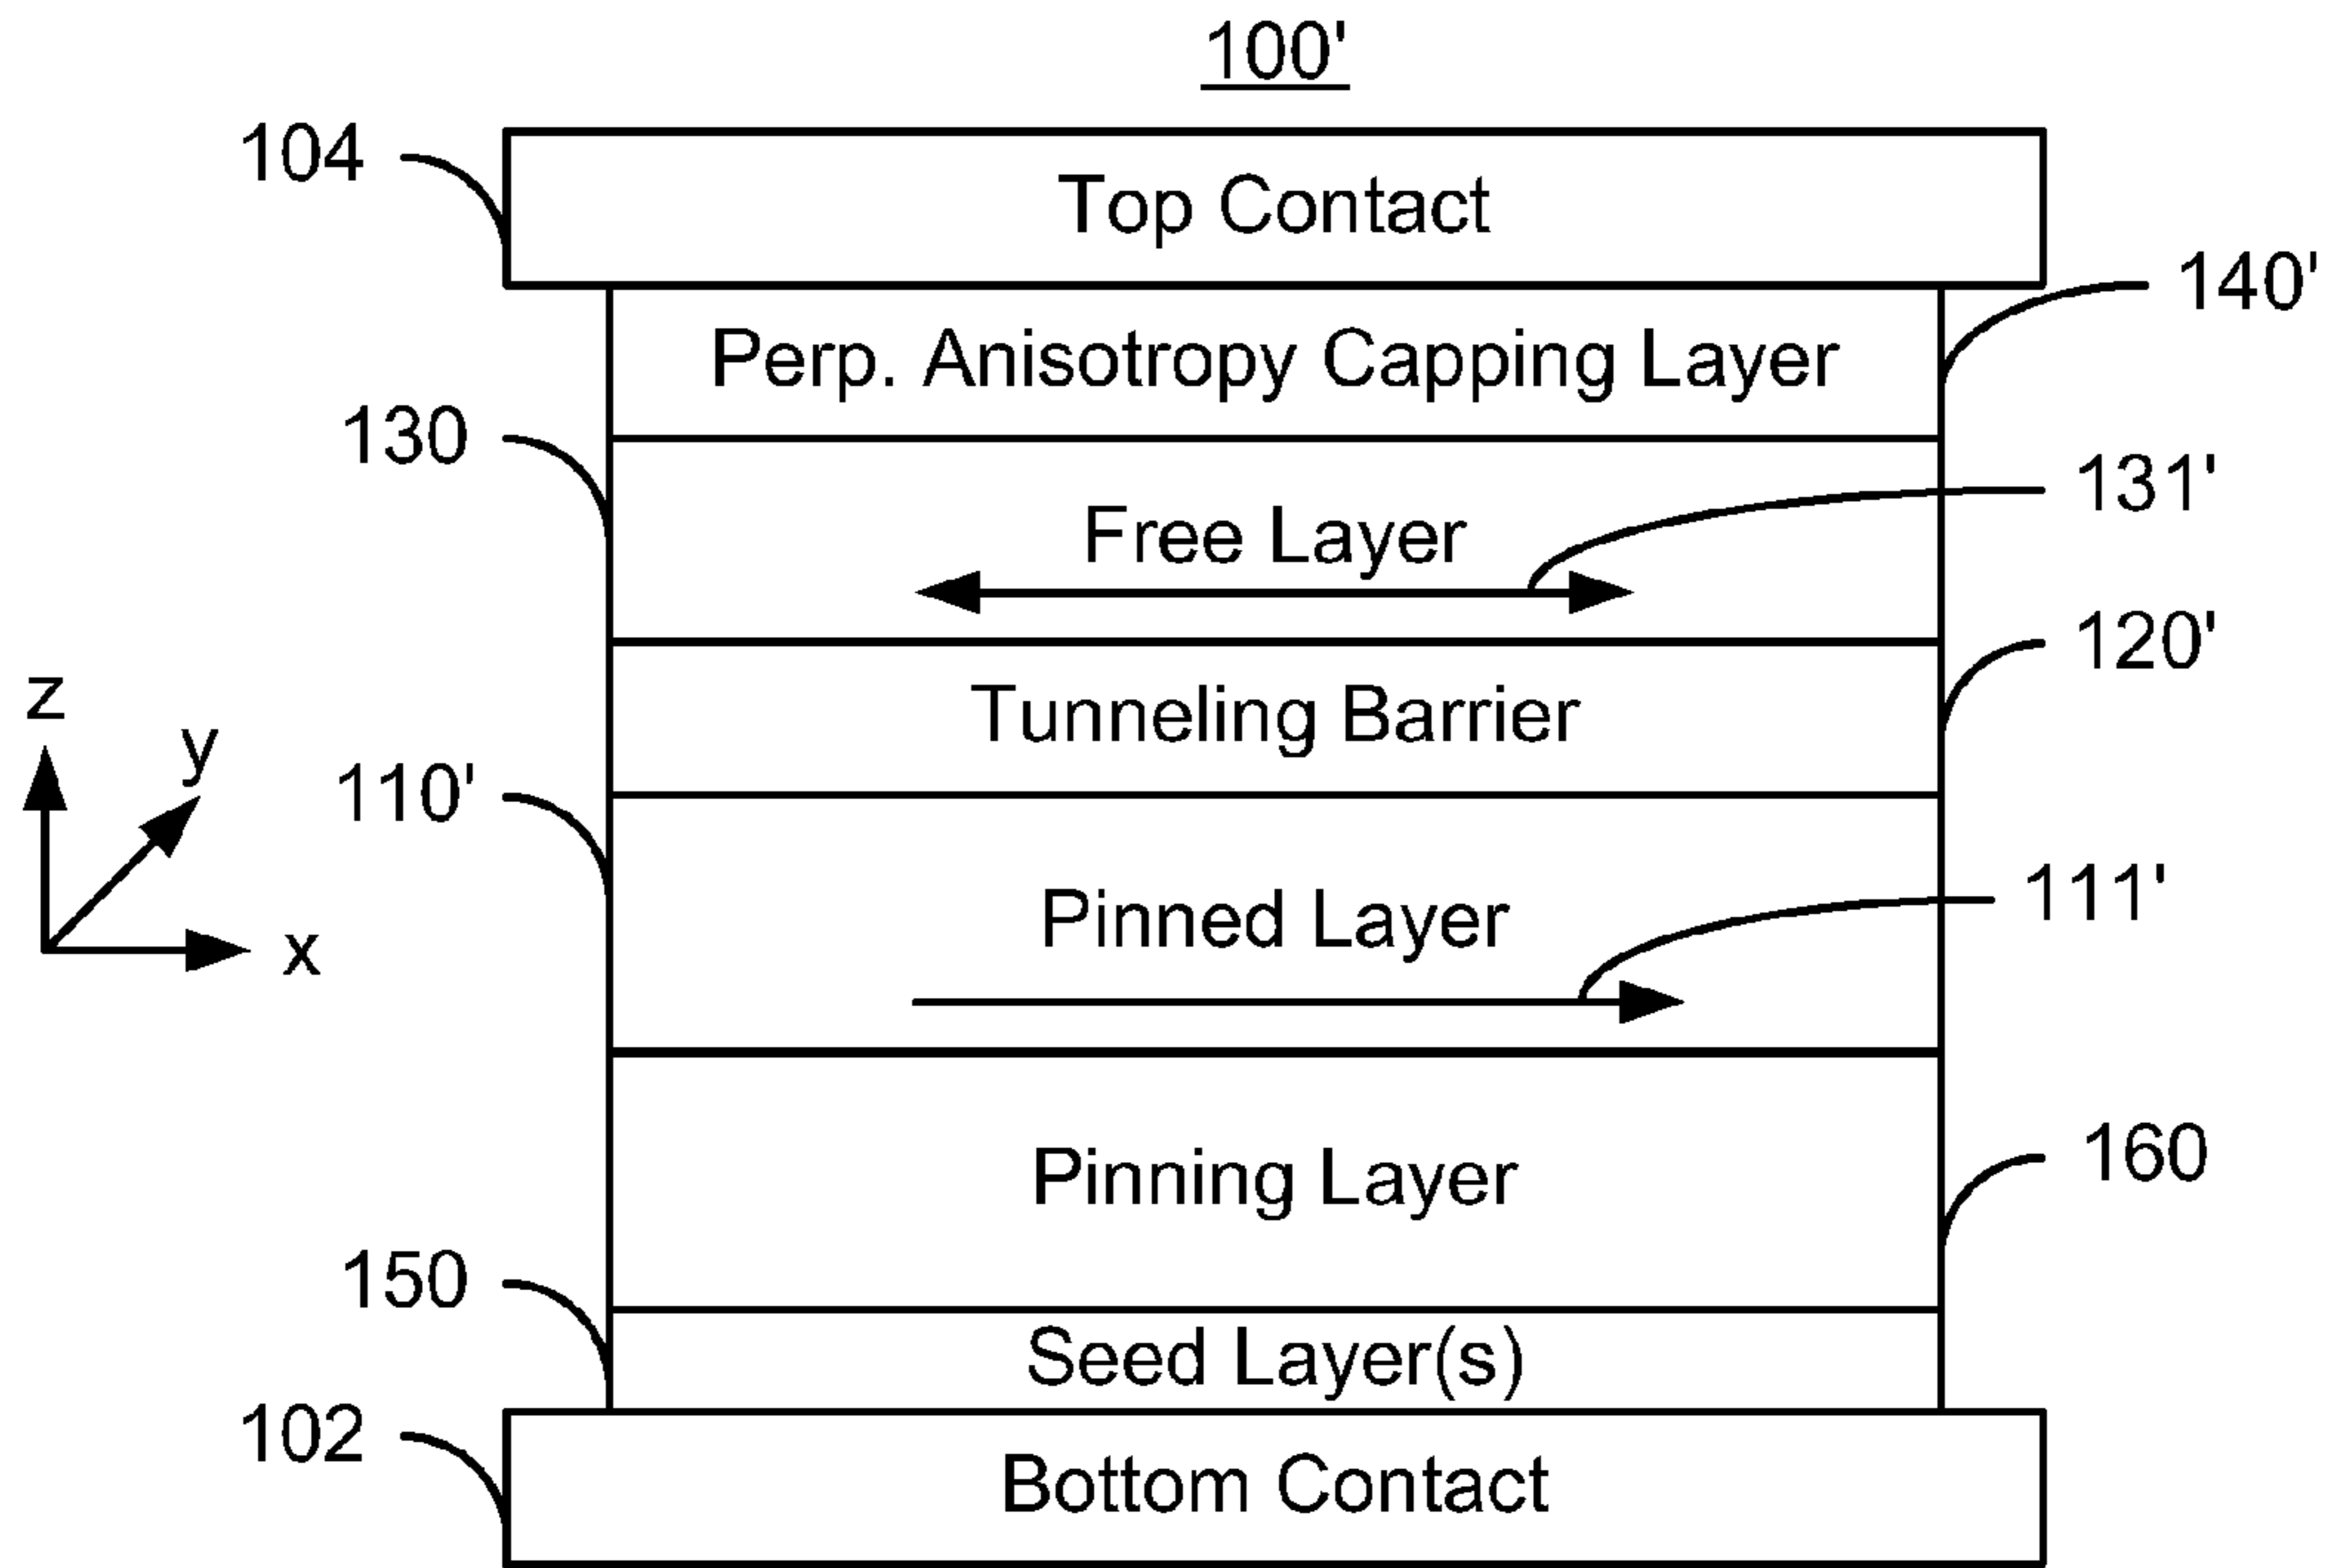 100'
104
Top Contact
140'
Perp. Anisotropy Capping Layer
130
131'
Free Layer
120'
Tunneling Barrier
z
y
110'
111'
Pinned Layer
x
160
Pinning Layer
150
Seed Layer(s)
102
Bottom Contact